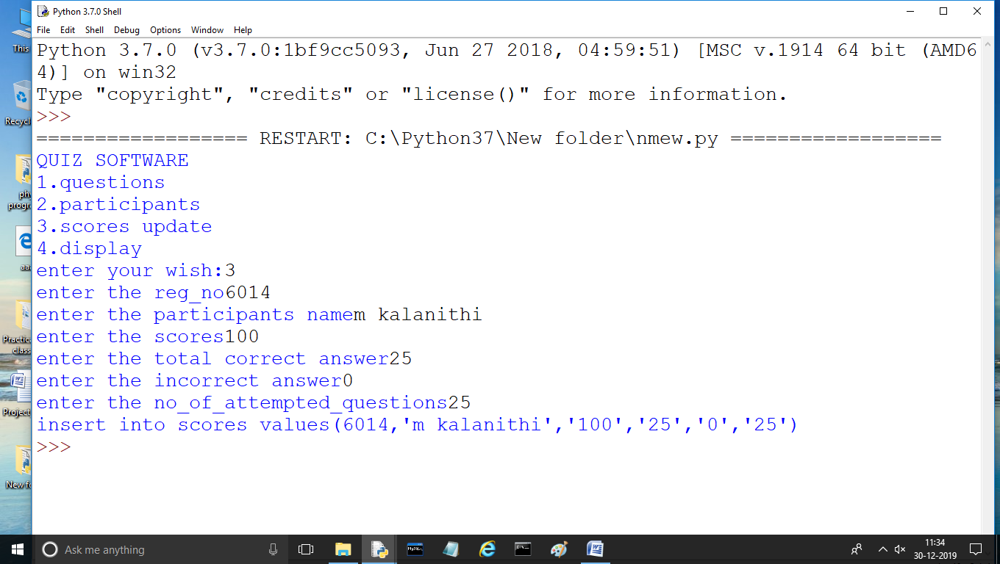 Python 3.7.0 Shell
File Edit Shell Debug Options Window Help
This
Python 3.7.0 (v3.7.0:1bf9cc5093, Jun 27 2018, 04:59:51) [MSC v.1914 64 bit (AMD6
4)] on win32
Type "copyright", "credits" or "license()" for more information.
>>>
Recycl
================== RESTART: C:\Python37\New folder\nmew.py ==================
QUIZ SOFTWARE
1.questions
2.participants
phy
progr
3.scores update
4.display
enter your wish:3
enter the reg_no6014
enter the participants namem kalanithi
enter the scores100
Practic
class
enter the total correct answer25
enter the incorrect answer0
enter the no_of_attempted_questions25
Project
insert into scores values(6014,'m kalanithi','100','25','0','25')
>>>
New fo
Ask me anything
11:34
30-12-2019